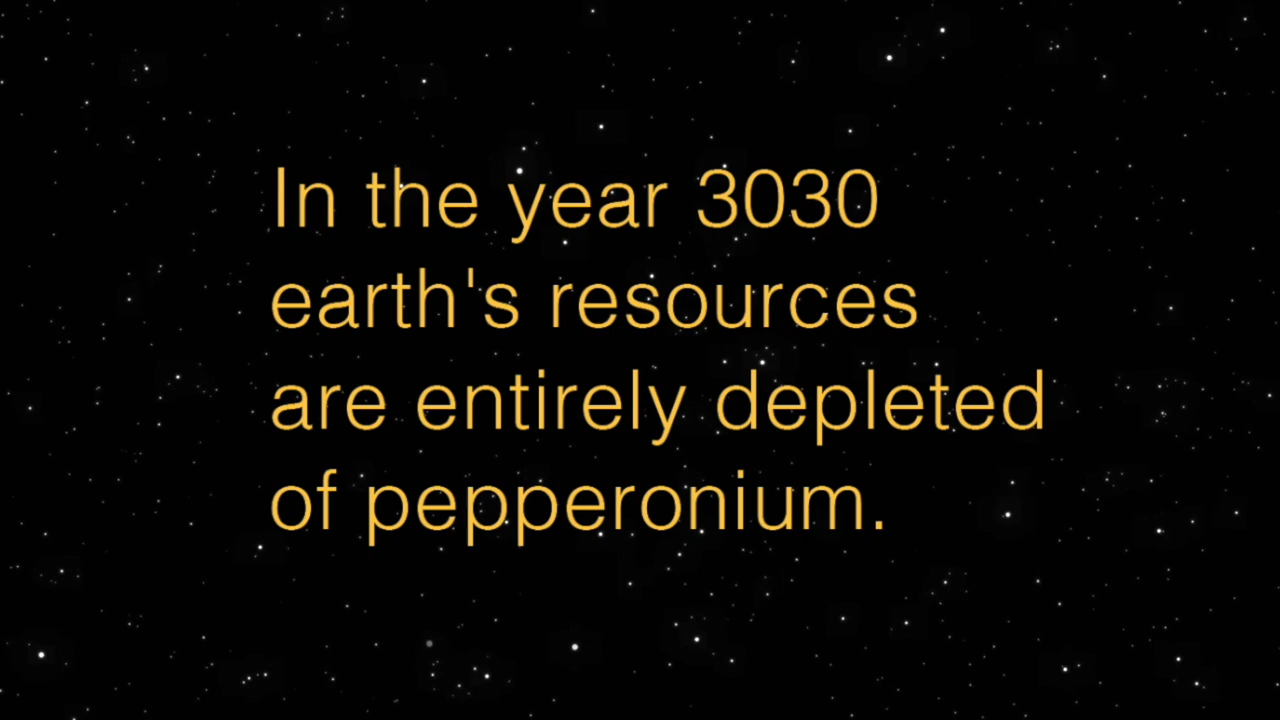 In the year 3030
earth's resources
are entirely depleted
of pepperonium.